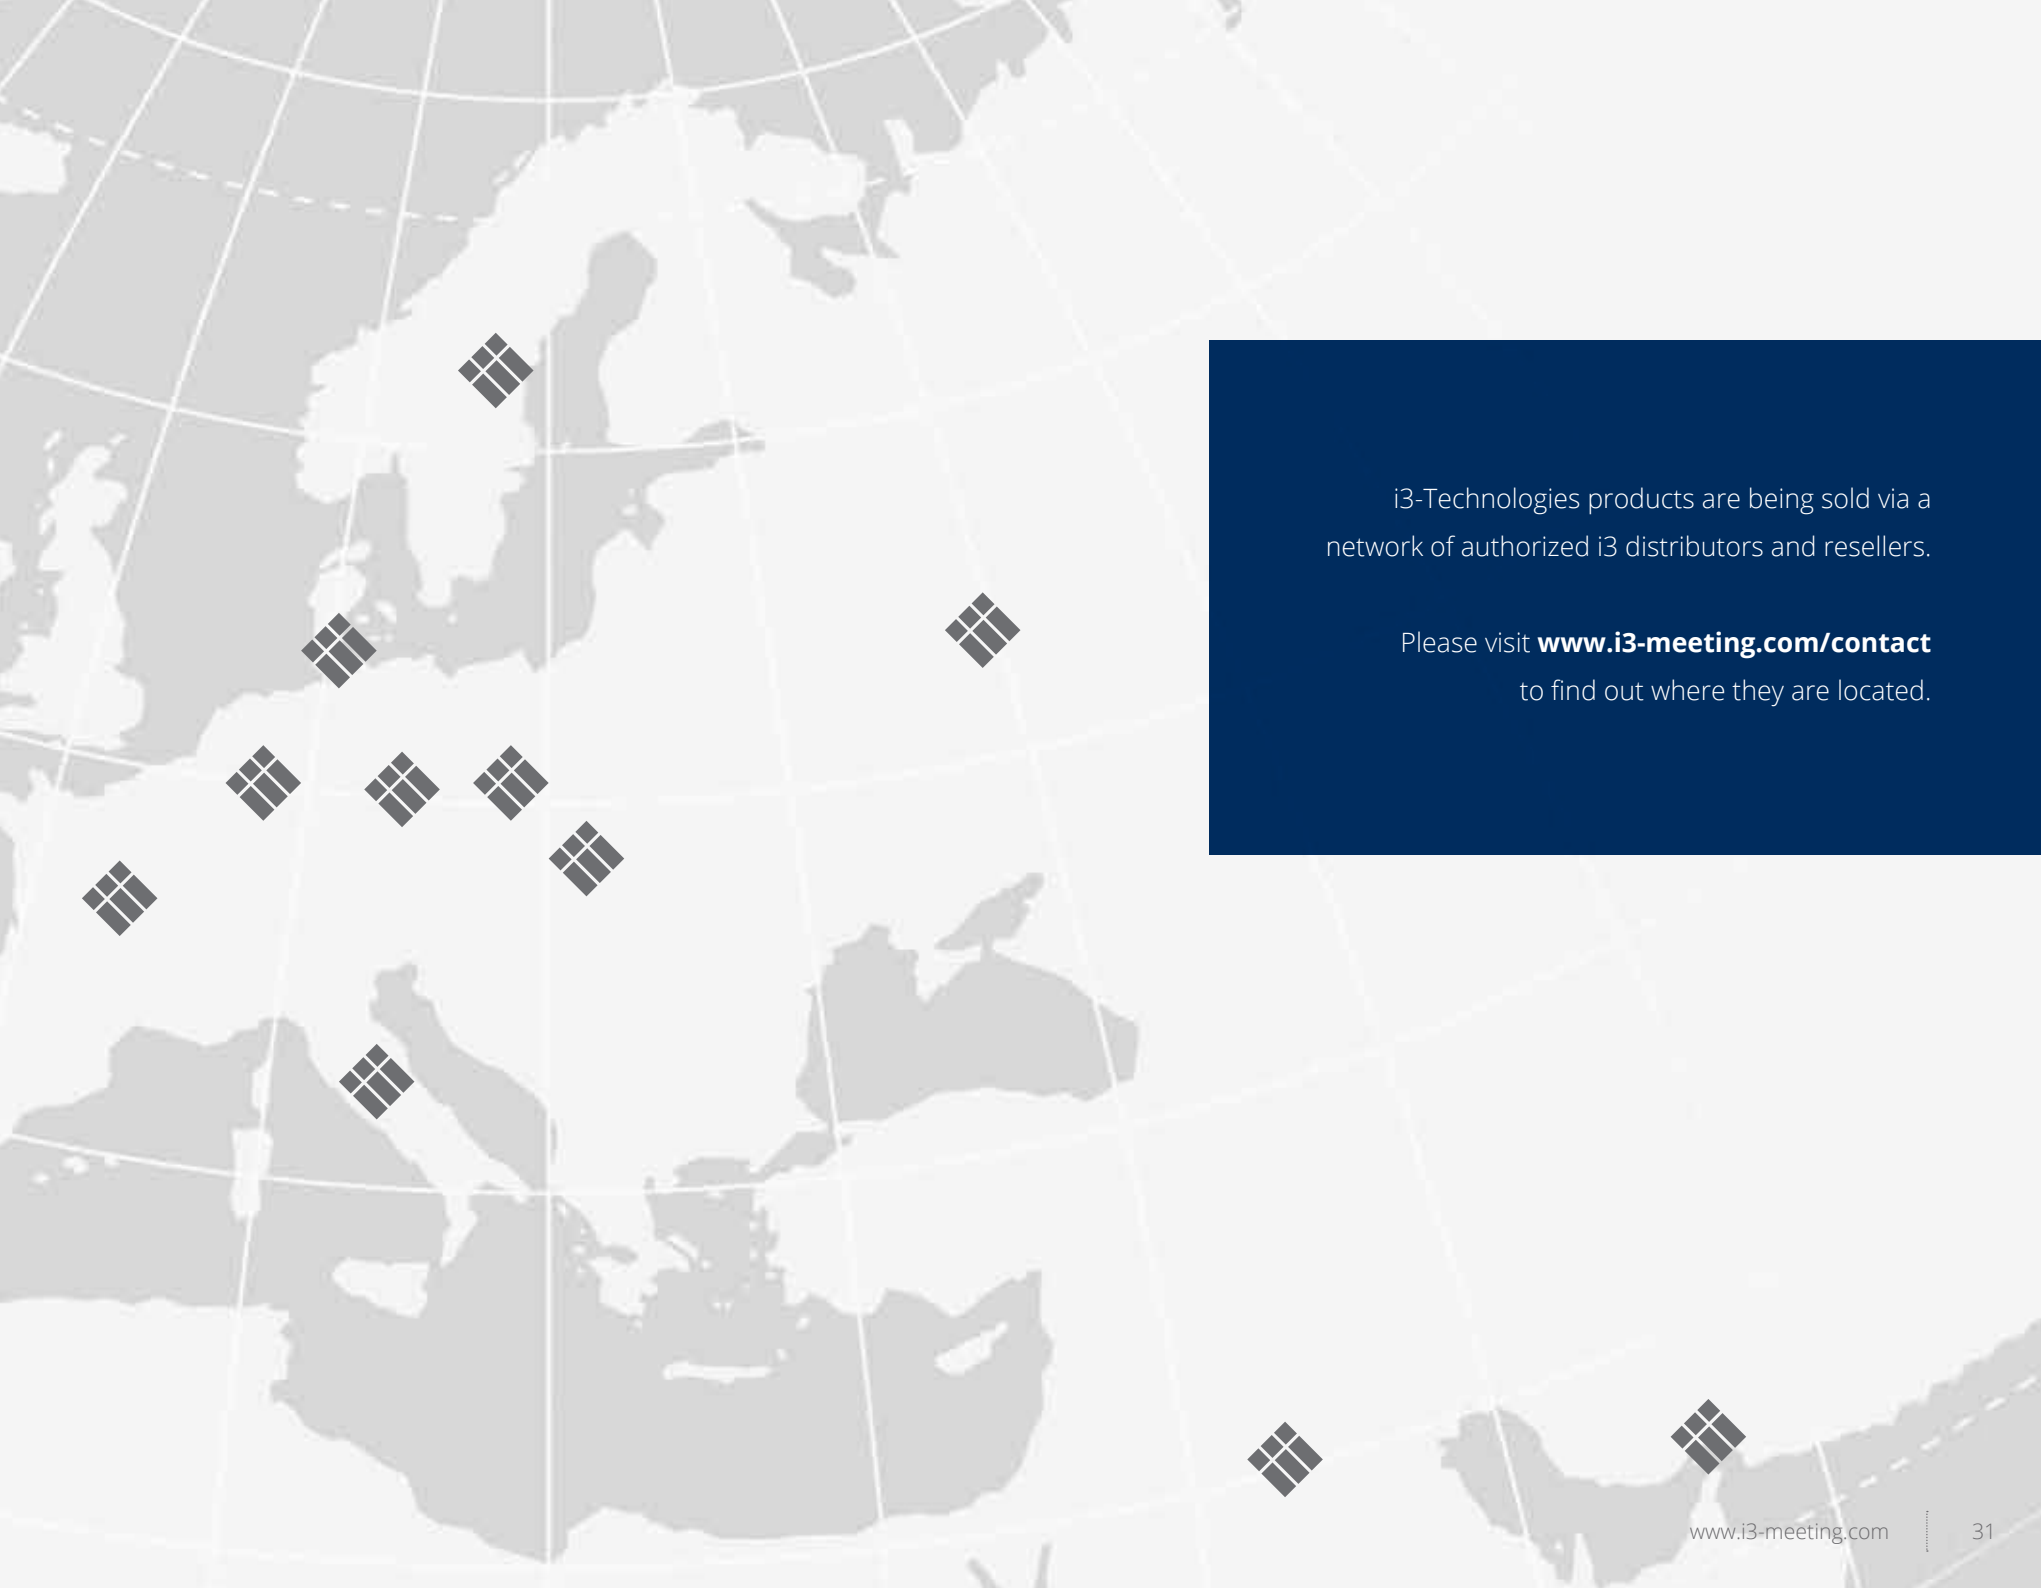 i3-Technologies products are being sold via a
network of authorized i3 distributors and resellers.
Please visit www.i3-meeting.com/contact
to find out where they are located.
www.i3-meeting.com 31